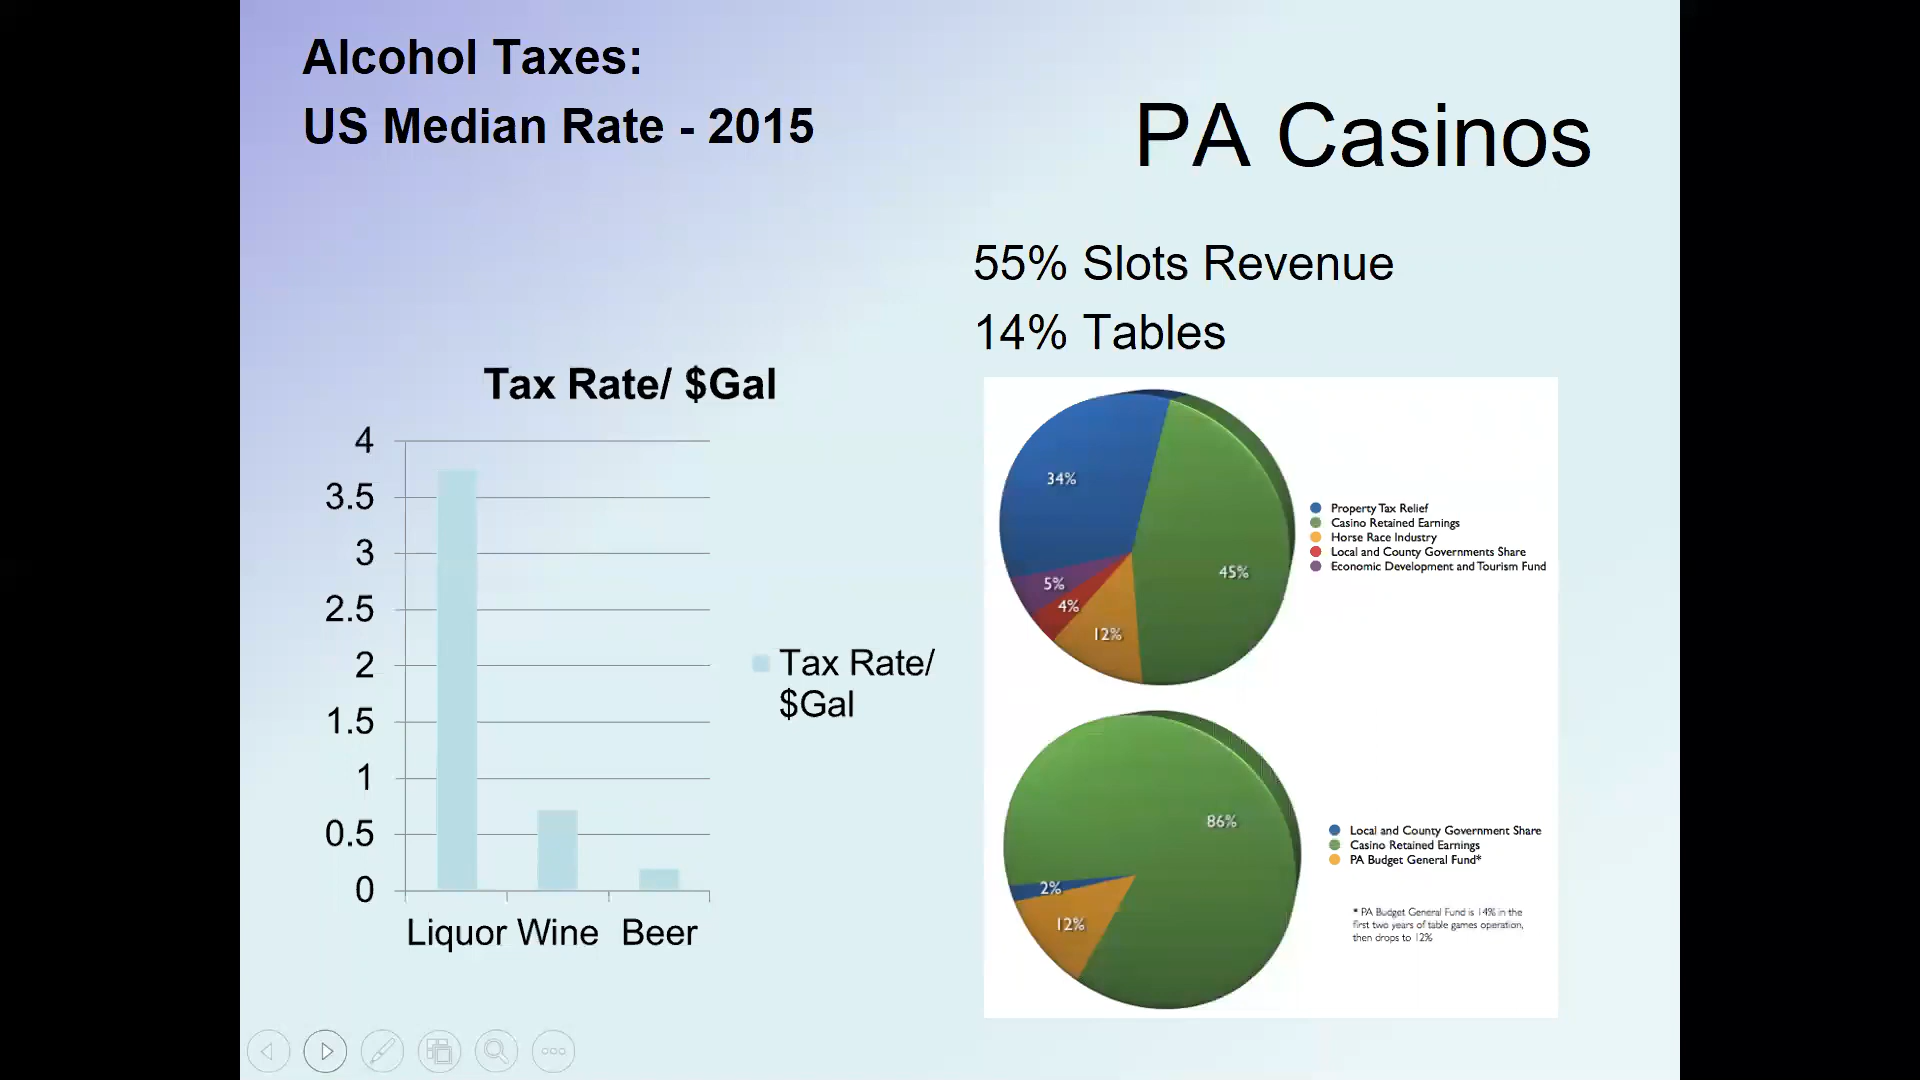 Alcohol Taxes:
US Median Rate - 2015
PA Casinos
55% Slots Revenue
14% Tables
Tax Rate/ $Gal
4
3.5
3
2.5
2
1.5
1
0.5
0
Liquor Wine Beer
Tax Rate/
$Gal
34%
45%
5%
4%
12%
Property Tax Relief
Casino Retained Earnings
Horse Race Industry
Local and County Governments Share
Economic Development and Tourism Fund
86%
2%
12%
Local and County Government Share
Casino Retained Earnings
PA Budget General Fund*
* PA Budget General Fund is 14% in the
first two years of table games operation,
then drops to 12%